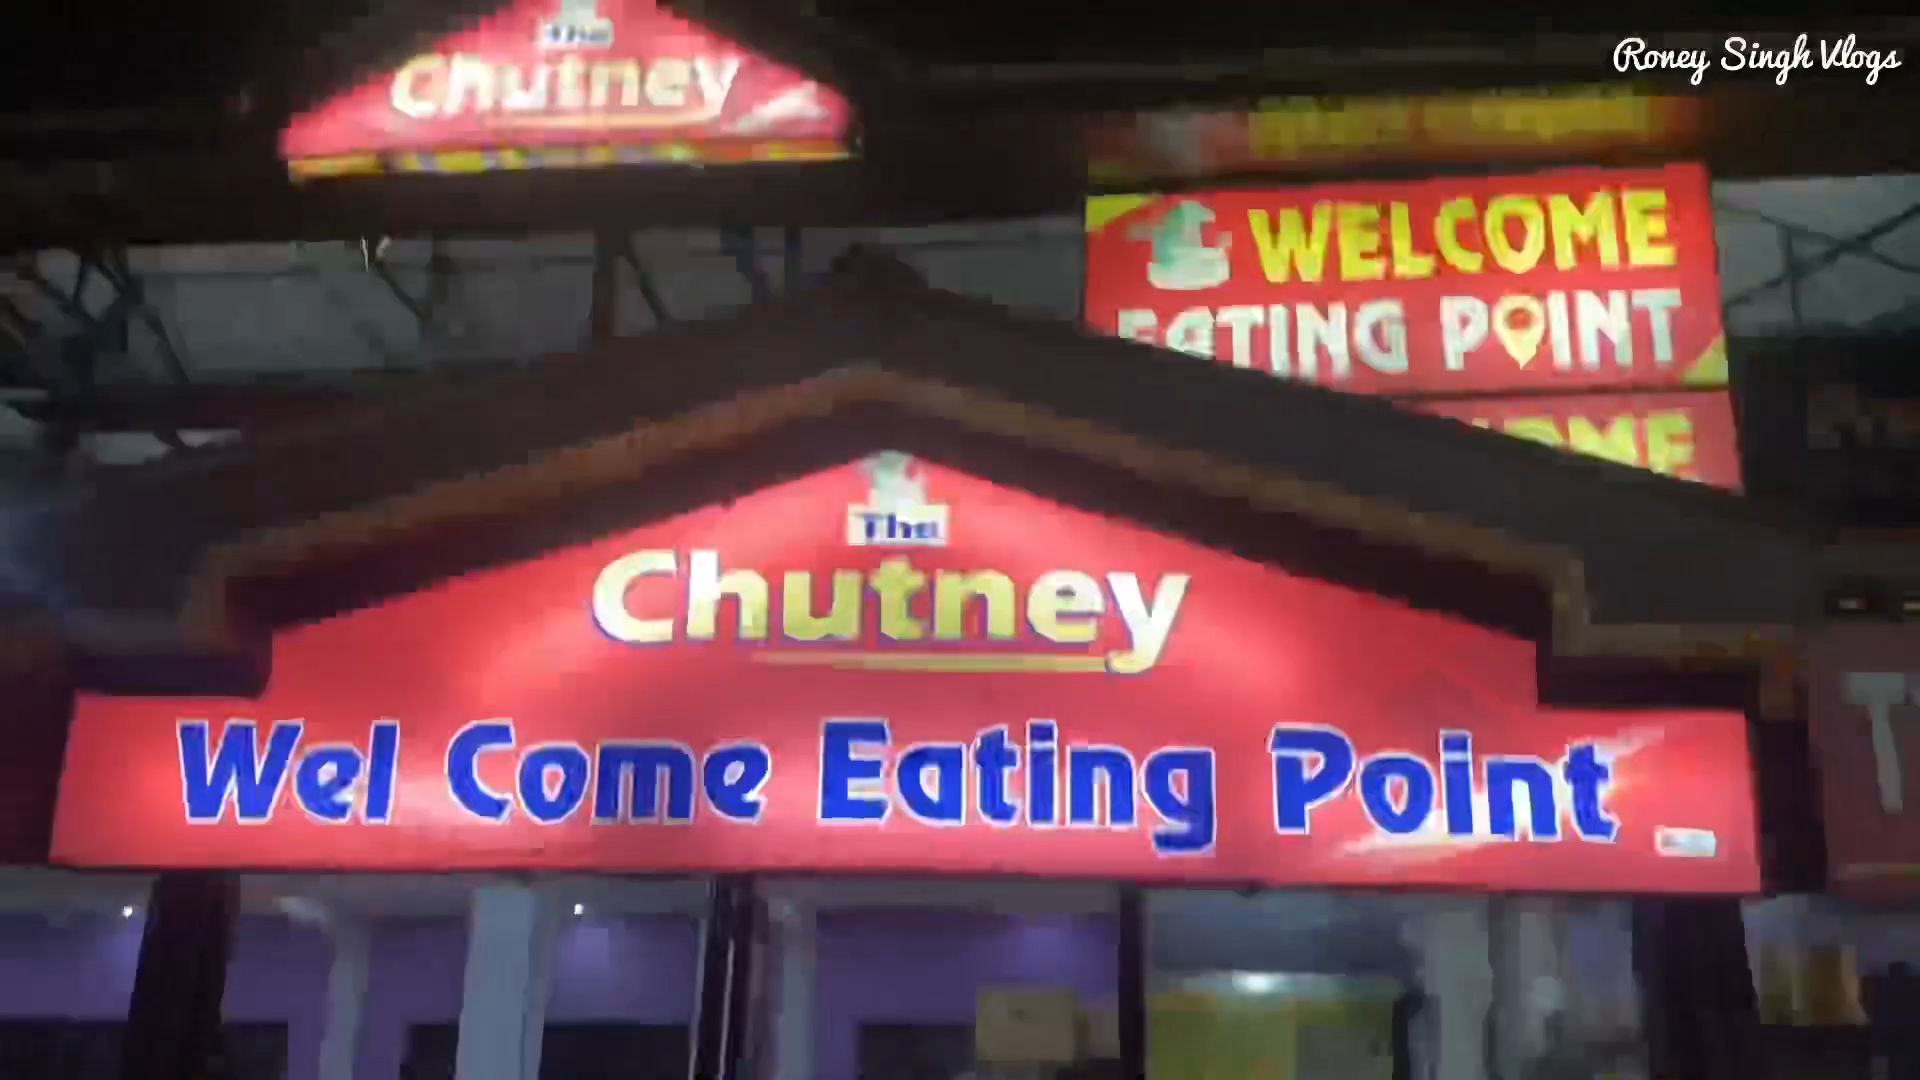 Roney Singh Vlogs
The
Chutney
WELCOME
EATING POINT
The
Chutney
Wel Come Eating Point